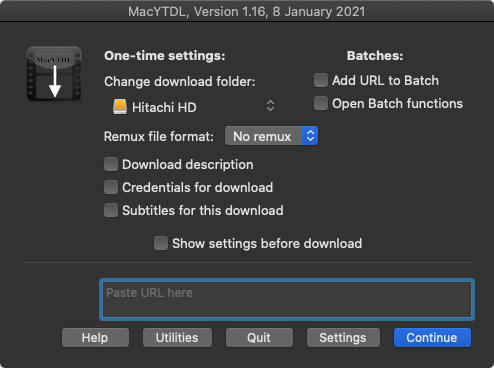 MacYTDL, Version 1.16, 8 January 2021
MacYTDL
One-time settings:
Batches:
Change download folder:
Add URL to Batch
Hitachi HD
Open Batch functions
Remux file format: No remux
Download description
Credentials for download
Subtitles for this download
Show settings before download
Paste URL here
Help Utilities Quit Settings Continue